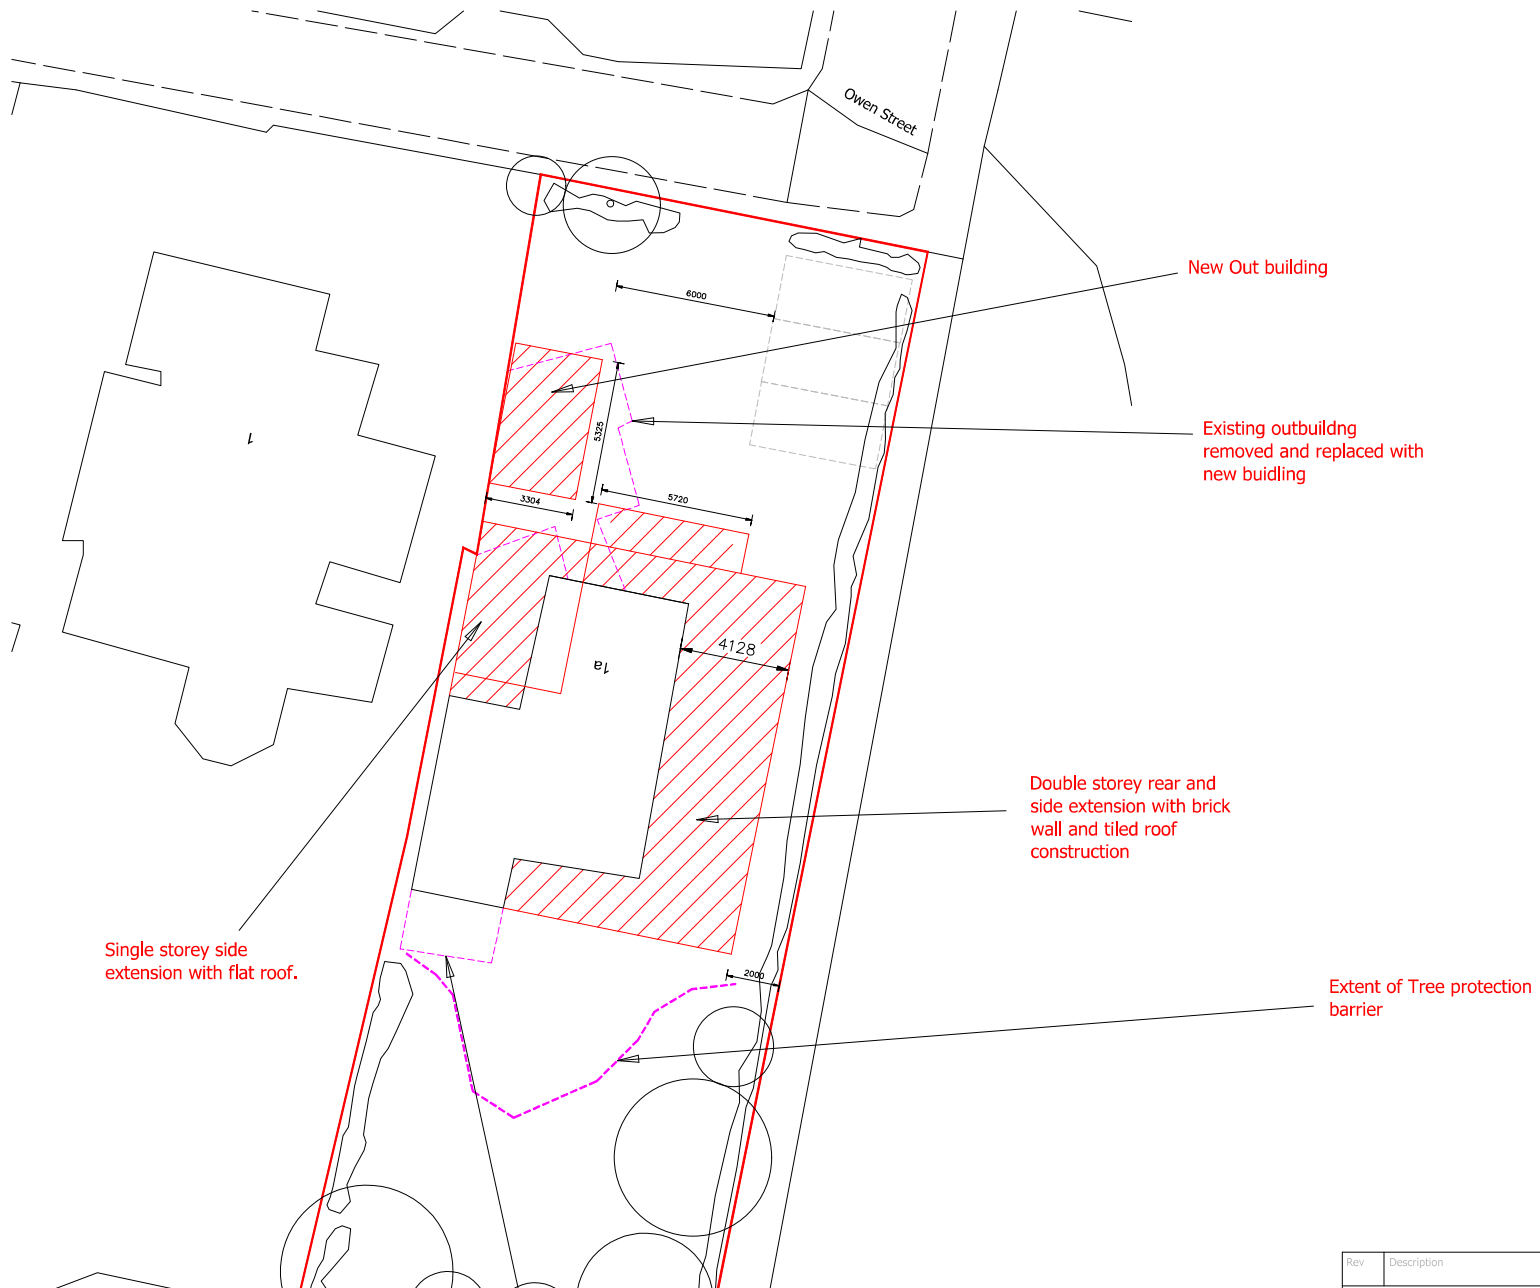 Owen Street
New Out building
6000
Existing outbuildng
removed and replaced with
new buidling
1
5325
3304
5720
4128
1a
Double storey rear and
side extension with brick
wall and tiled roof
construction
Single storey side
extension with flat roof.
2000
Extent of Tree protection
barrier
Rev Description